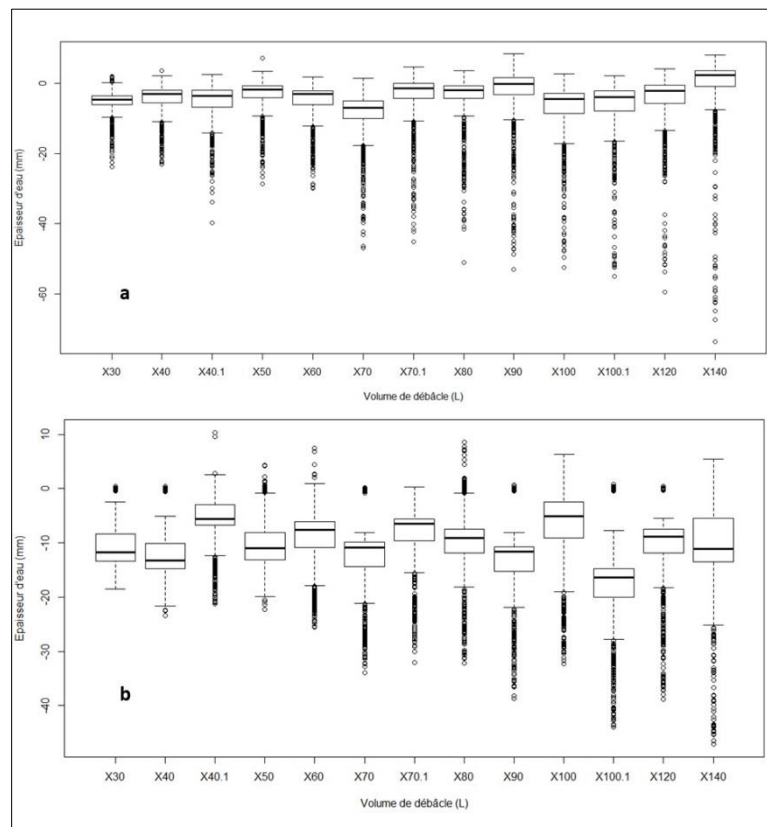 0
-20
-40
-60
Epaisseur d'eau (mm)
a
X30 X40 X40.1 X50 X60 X70 X70.1 X80 X90 X100 X100.1 X120 X140
Volume de débâcle (L)
10
0
-10
-20
-30
-40
Epaisseur d'eau (mm)
b
X30 X40 X40.1 X50 X60 X70 X70.1 X80 X90 X100 X100.1 X120 X140
Volume de débâcle (L)